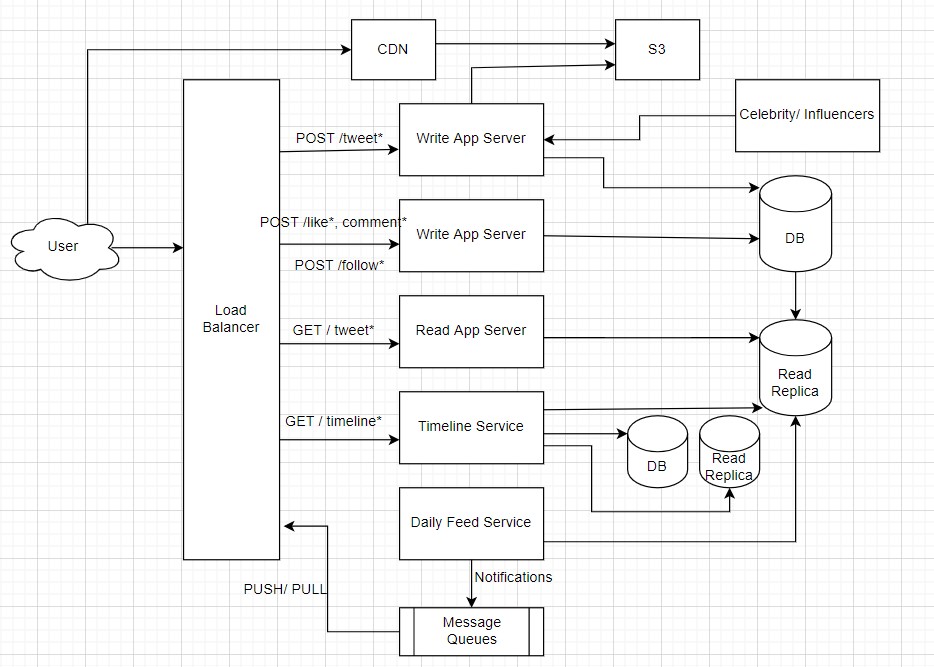 CDN
S3
Celebrity/ Influencers
POST /tweet*
Write App Server
POST /like*, comment*
Write App Server
DB
User
POST /follow*
Load
Balancer
GET / tweet*
Read App Server
Read
Replica
GET / timeline*
Timeline Service
DB
Read
Replica
Daily Feed Service
Notifications
PUSH/ PULL
Message
Queues